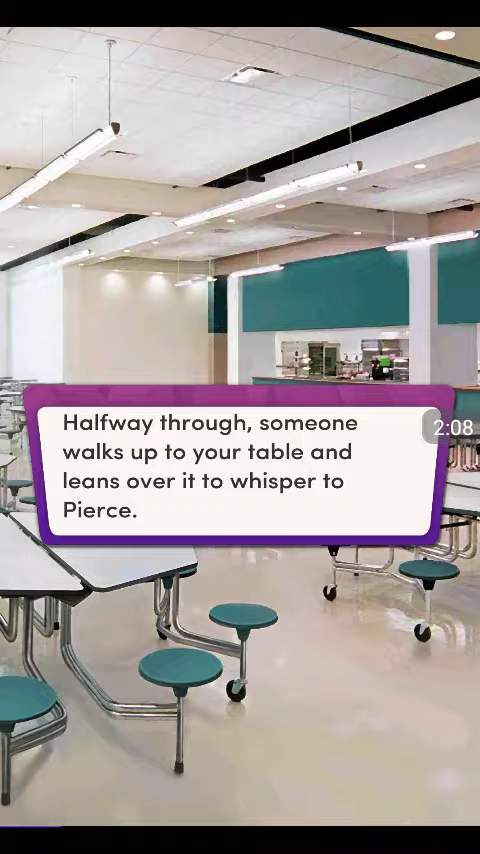 Halfway through, someone
walks up to your table and
leans over it to whisper to
Pierce.
2:08